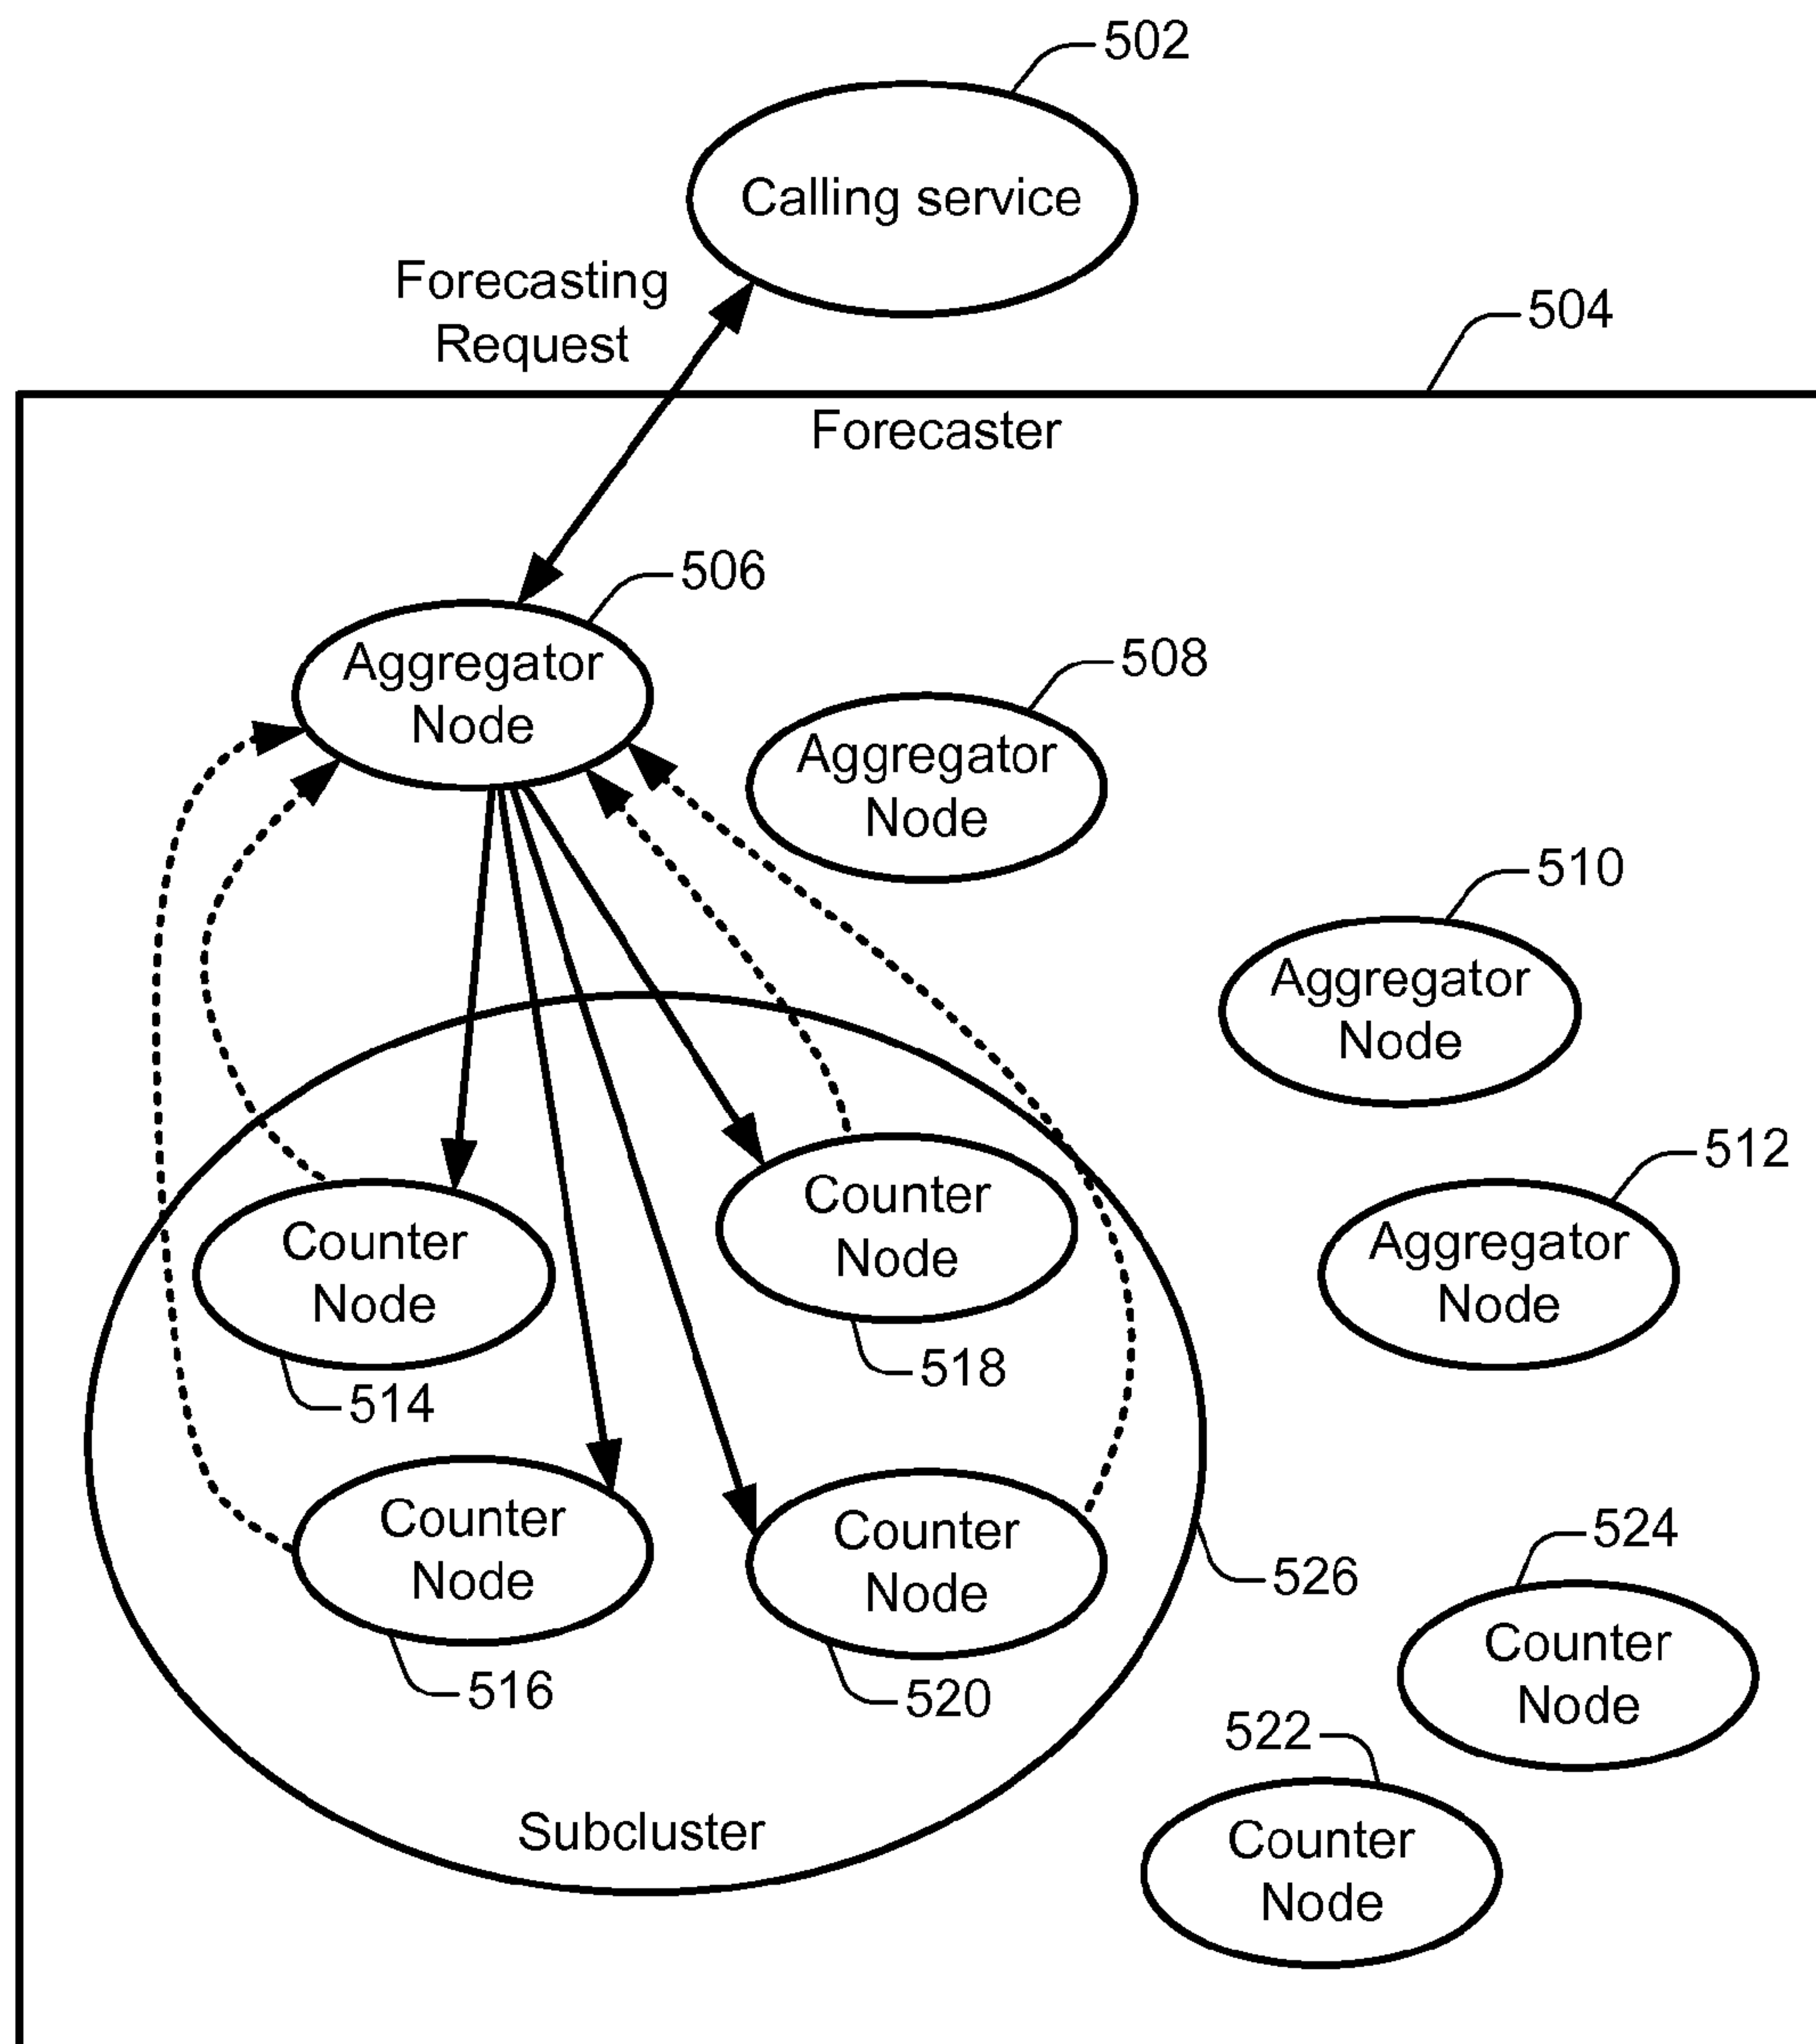 502
Calling service
Forecasting
Request
504
Forecaster
506
Aggregator
Node
508
Aggregator
Node
510
Aggregator
Node
512
Aggregator
Node
Counter
Node
514
Counter
Node
518
Counter
Node
516
Counter
Node
520
526
524
Counter
Node
522
Counter
Node
Subcluster